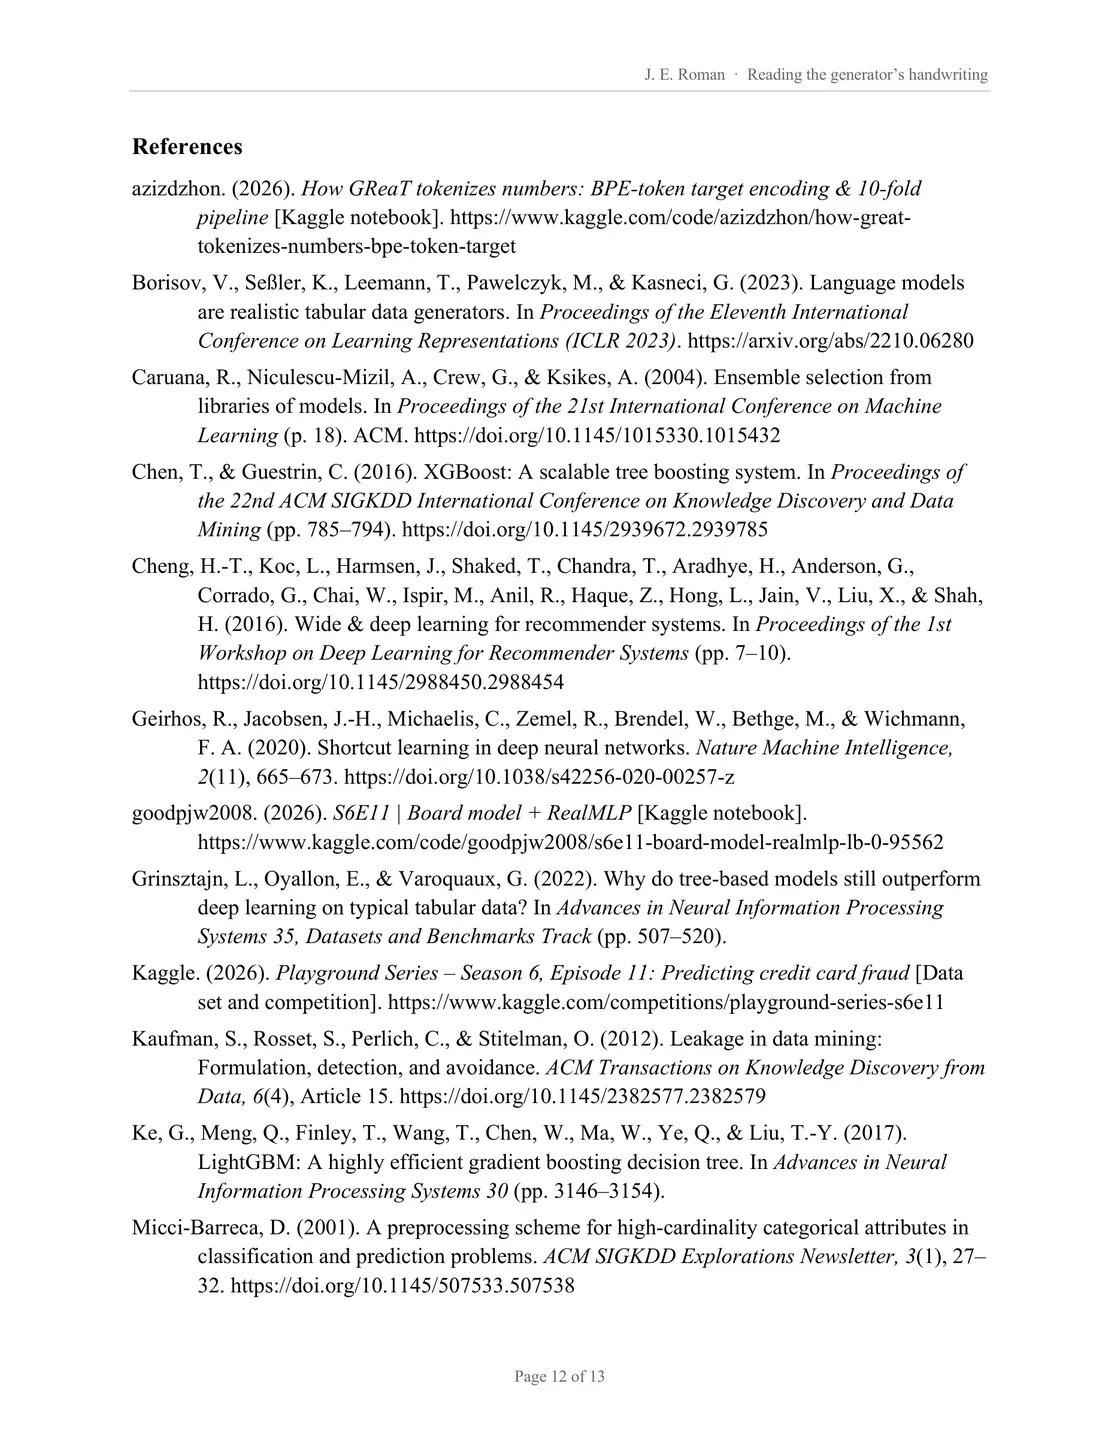 J. E. Roman · Reading the generator’s handwriting
References
azizdzhon. (2026). How GReaT tokenizes numbers: BPE-token target encoding & 10-fold
pipeline [Kaggle notebook]. https://www.kaggle.com/code/azizdzhon/how-great-
tokenizes-numbers-bpe-token-target
Borisov, V., Seßler, K., Leemann, T., Pawelczyk, M., & Kasneci, G. (2023). Language models
are realistic tabular data generators. In Proceedings of the Eleventh International
Conference on Learning Representations (ICLR 2023). https://arxiv.org/abs/2210.06280
Caruana, R., Niculescu-Mizil, A., Crew, G., & Ksikes, A. (2004). Ensemble selection from
libraries of models. In Proceedings of the 21st International Conference on Machine
Learning (p. 18). ACM. https://doi.org/10.1145/1015330.1015432
Chen, T., & Guestrin, C. (2016). XGBoost: A scalable tree boosting system. In Proceedings of
the 22nd ACM SIGKDD International Conference on Knowledge Discovery and Data
Mining (pp. 785–794). https://doi.org/10.1145/2939672.2939785
Cheng, H.-T., Koc, L., Harmsen, J., Shaked, T., Chandra, T., Aradhye, H., Anderson, G.,
Corrado, G., Chai, W., Ispir, M., Anil, R., Haque, Z., Hong, L., Jain, V., Liu, X., & Shah,
H. (2016). Wide & deep learning for recommender systems. In Proceedings of the 1st
Workshop on Deep Learning for Recommender Systems (pp. 7–10).
https://doi.org/10.1145/2988450.2988454
Geirhos, R., Jacobsen, J.-H., Michaelis, C., Zemel, R., Brendel, W., Bethge, M., & Wichmann,
F. A. (2020). Shortcut learning in deep neural networks. Nature Machine Intelligence,
2(11), 665–673. https://doi.org/10.1038/s42256-020-00257-z
goodpjw2008. (2026). S6E11 | Board model + RealMLP [Kaggle notebook].
https://www.kaggle.com/code/goodpjw2008/s6e11-board-model-realmlp-lb-0-95562
Grinsztajn, L., Oyallon, E., & Varoquaux, G. (2022). Why do tree-based models still outperform
deep learning on typical tabular data? In Advances in Neural Information Processing
Systems 35, Datasets and Benchmarks Track (pp. 507–520).
Kaggle. (2026). Playground Series – Season 6, Episode 11: Predicting credit card fraud [Data
set and competition]. https://www.kaggle.com/competitions/playground-series-s6e11
Kaufman, S., Rosset, S., Perlich, C., & Stitelman, O. (2012). Leakage in data mining:
Formulation, detection, and avoidance. ACM Transactions on Knowledge Discovery from
Data, 6(4), Article 15. https://doi.org/10.1145/2382577.2382579
Ke, G., Meng, Q., Finley, T., Wang, T., Chen, W., Ma, W., Ye, Q., & Liu, T.-Y. (2017).
LightGBM: A highly efficient gradient boosting decision tree. In Advances in Neural
Information Processing Systems 30 (pp. 3146–3154).
Micci-Barreca, D. (2001). A preprocessing scheme for high-cardinality categorical attributes in
classification and prediction problems. ACM SIGKDD Explorations Newsletter, 3(1), 27–
32. https://doi.org/10.1145/507533.507538
Page 12 of 13